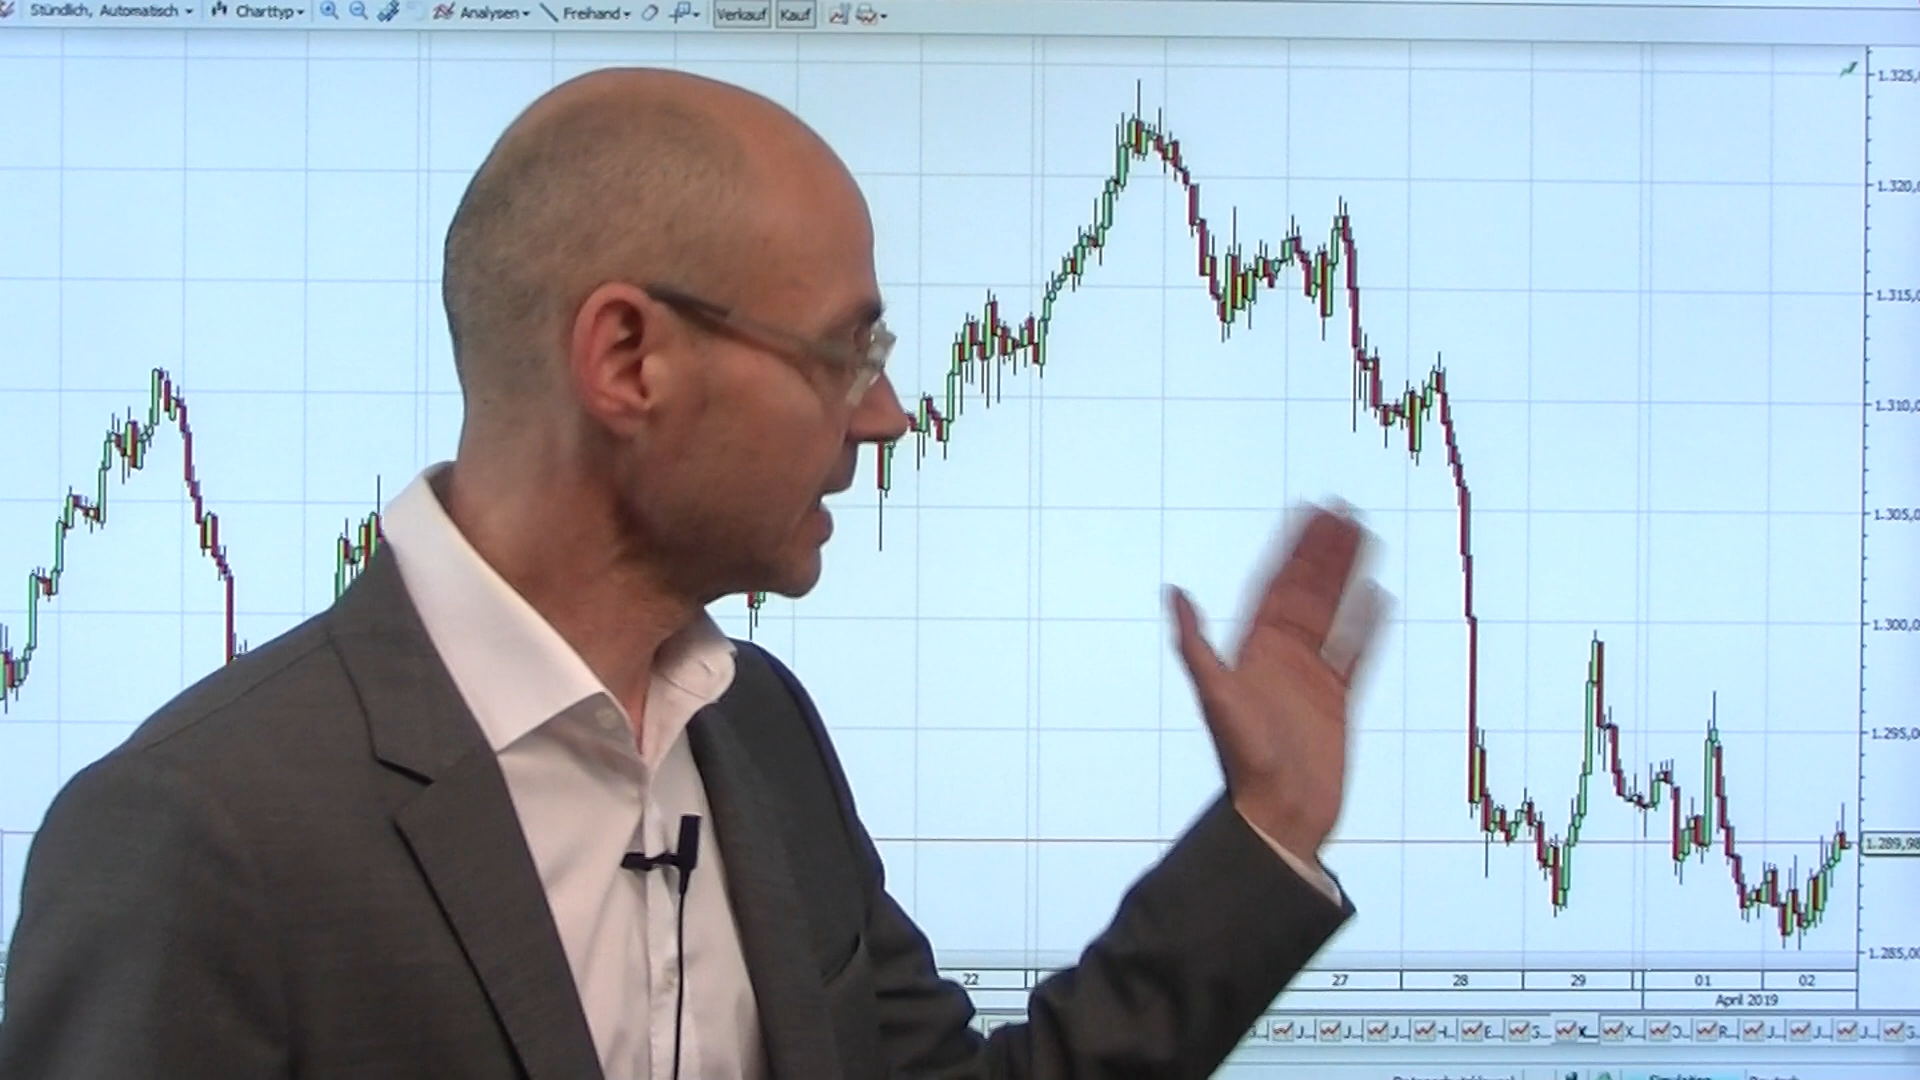 Stündlich, Automatisch Charttyp Analysen Freihand Verkauf Kauf
1.325,
1.320,0
1.315,0
1.310,0
1.305,0
1.300,0
1.295,0
1.289,98
1.285,00
22 27 28 29 01 02
April 2019
J... J... J... J... H... E... S... X... X... R... J... J... J... S...